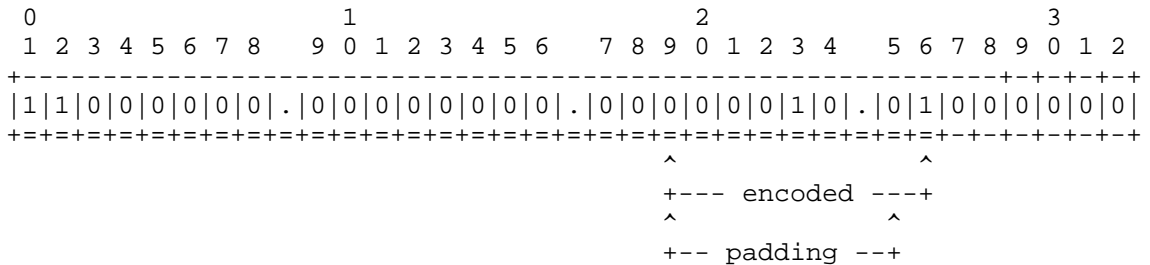 0                   1                   2                   3
1 2 3 4 5 6 7 8   9 0 1 2 3 4 5 6   7 8 9 0 1 2 3 4   5 6 7 8 9 0 1 2
+---------------------------------------------------------------+-+-+-+-+
|1|1|0|0|0|0|0|0|.|0|0|0|0|0|0|0|0|.|0|0|0|0|0|0|1|0|.|0|1|0|0|0|0|0|0|
+=+=+=+=+=+=+=+=+=+=+=+=+=+=+=+=+=+=+=+=+=+=+=+=+=+=+=+=+=+-+-+-+-+-+-+
^               ^
+--- encoded ---+
^             ^
+-- padding --+